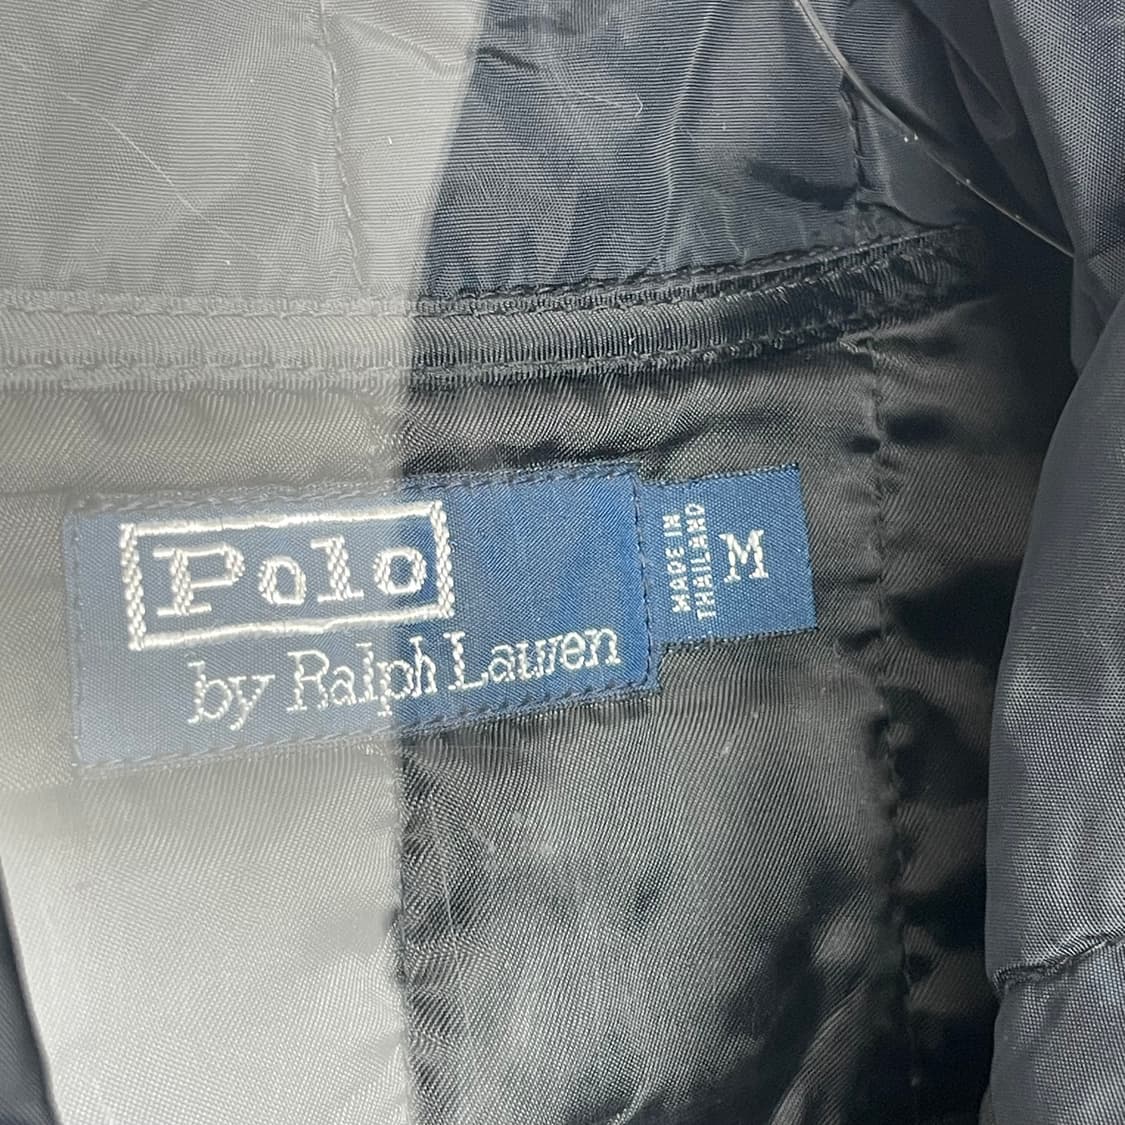 Polo
by Ralph Lauren
MADE IN
THAILAND
M